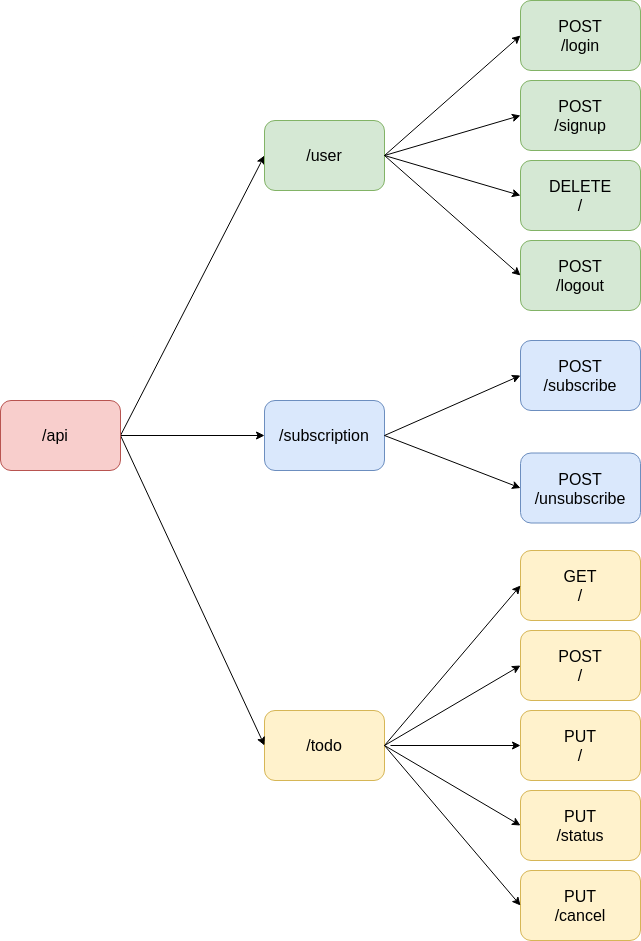 POST
/login
POST
/signup
/user
DELETE
/
POST
/logout
POST
/subscribe
/api
/subscription
POST
/unsubscribe
GET
/
POST
/
/todo
PUT
/
PUT
/status
PUT
/cancel